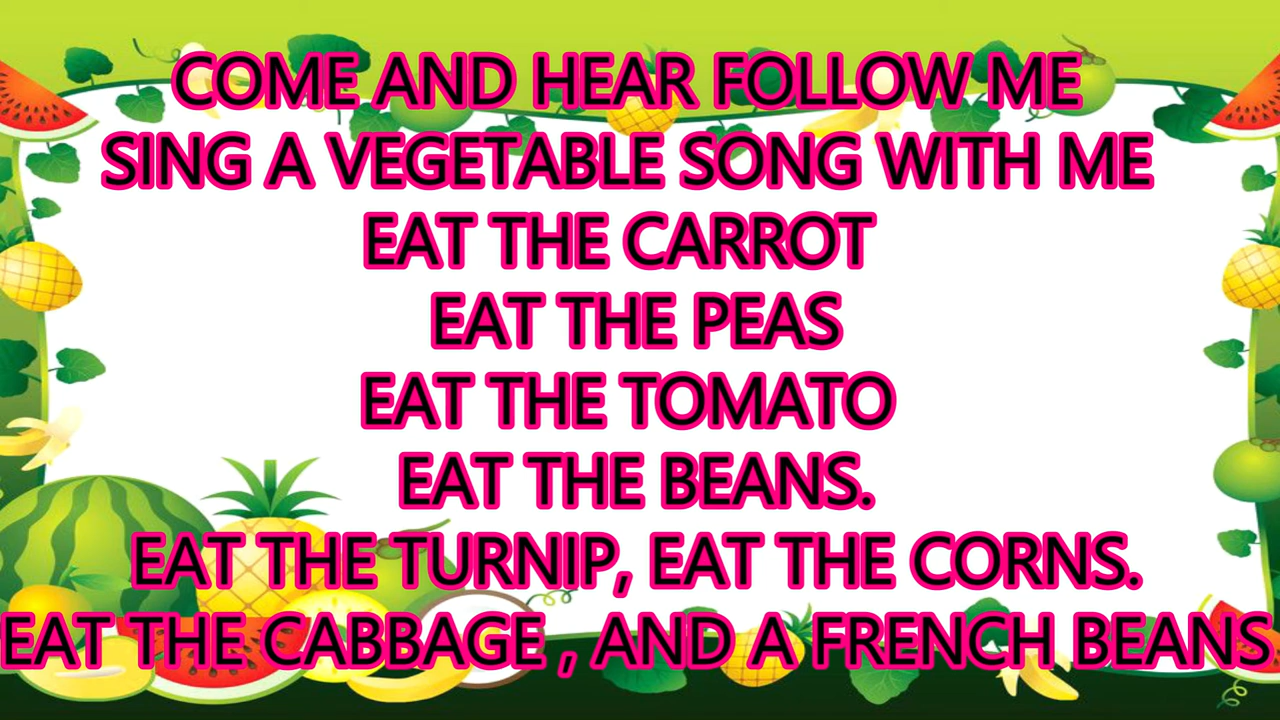 COME AND HEAR FOLLOW ME
SING A VEGETABLE SONG WITH ME
EAT THE CARROT
EAT THE PEAS
EAT THE TOMATO
EAT THE BEANS.
EAT THE TURNIP, EAT THE CORNS.
EAT THE CABBAGE , AND A FRENCH BEANS